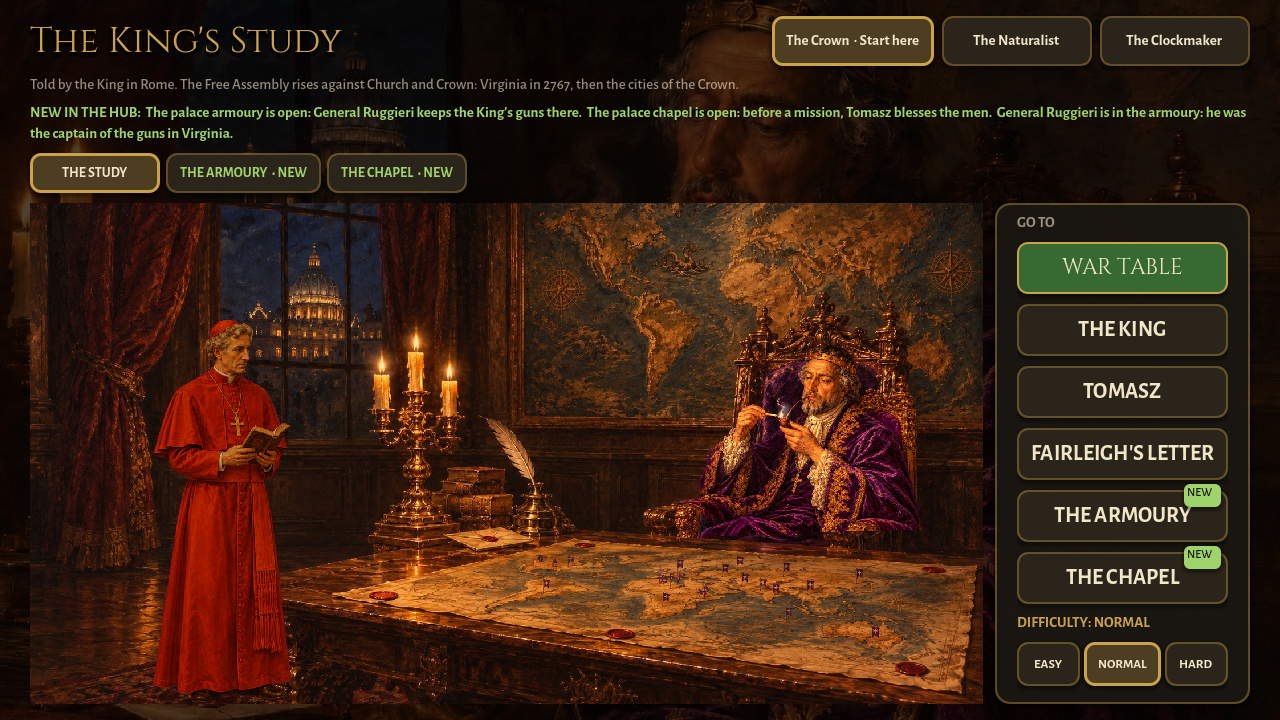 The King's Study
The Crown · Start here
The Naturalist
The Clockmaker
Told by the King in Rome. The Free Assembly rises against Church and Crown: Virginia in 2767, then the cities of the Crown.
NEW IN THE HUB: The palace armoury is open: General Ruggieri keeps the King's guns there. The palace chapel is open: before a mission, Tomasz blesses the men. General Ruggieri is in the armoury: he was
the captain of the guns in Virginia.
THE STUDY
THE ARMOURY · NEW
THE CHAPEL · NEW
GO TO
WAR TABLE
THE KING
TOMASZ
FAIRLEIGH'S LETTER
NEW
THE ARMOURY
NEW
THE CHAPEL
DIFFICULTY: NORMAL
EASY
NORMAL
HARD